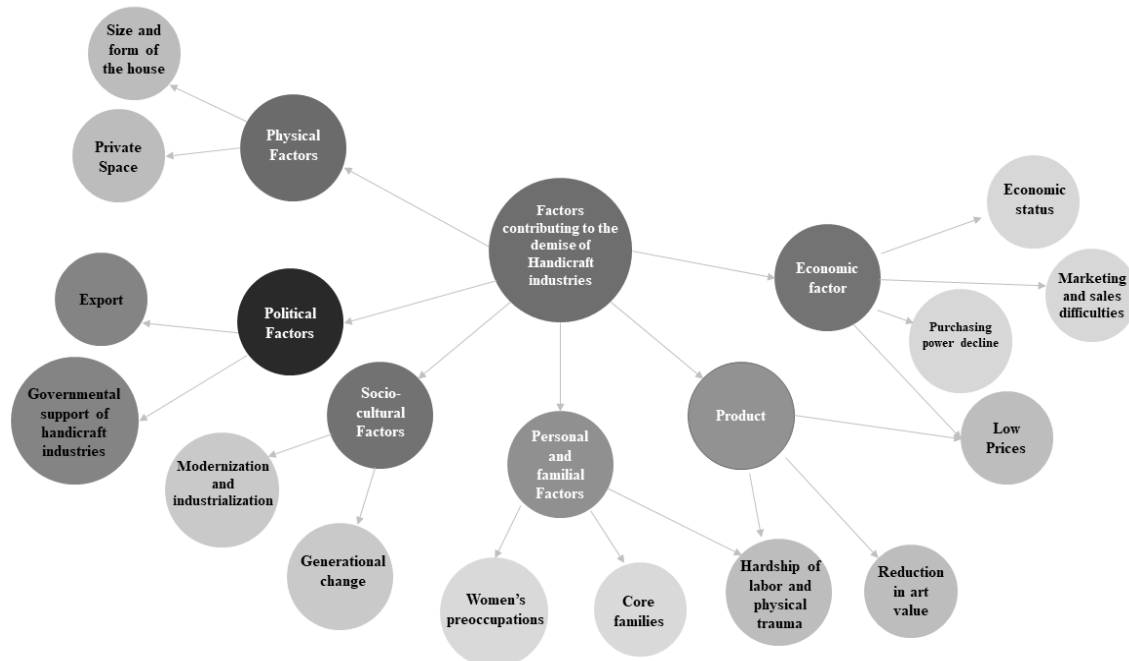 Size and
form of
the house
Private
Space
Physical
Factors
Factors
contributing to the
demise of
Handicraft
industries
Economic
status
Economic
factor
Marketing
and sales
difficulties
Purchasing
power decline
Export
Political
Factors
Governmental
support of
handicraft
industries
Socio-
cultural
Factors
Product
Low
Prices
Modernization
and
industrialization
Personal
and
familial
Factors
Generational
change
Women's
preoccupations
Core
families
Hardship of
labor and
physical
trauma
Reduction
in art
value